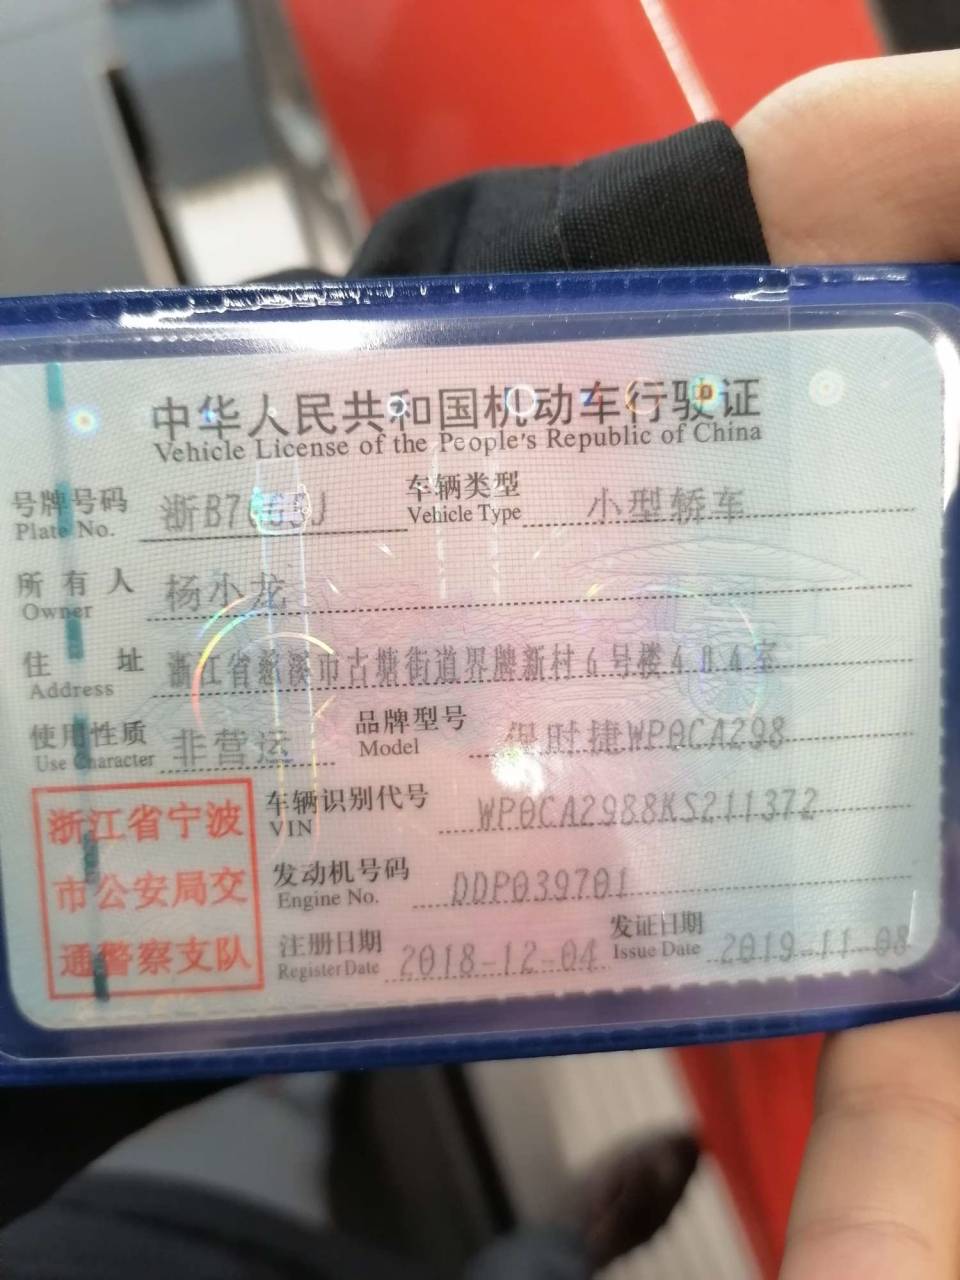 中华人民共和国机动车行驶证
Vehicle License of the People's Republic of China
号牌号码 车辆类型 小型轿车
Plate No. Vehicle Type
所有人 杨小龙
Owner
住址 浙江省慈溪市古塘街道界牌新村6号楼404室
Address
使用性质 非营运 品牌型号 保时捷WP0CA298
Use Character Model
浙江省宁波
市公安局交
通警察支队
车辆识别代号 WP0CA2988KS211372
VIN
发动机号码 DDP039701
Engine No.
注册日期 2018-12-04 发证日期 2019-11-08
Register Date Issue Date